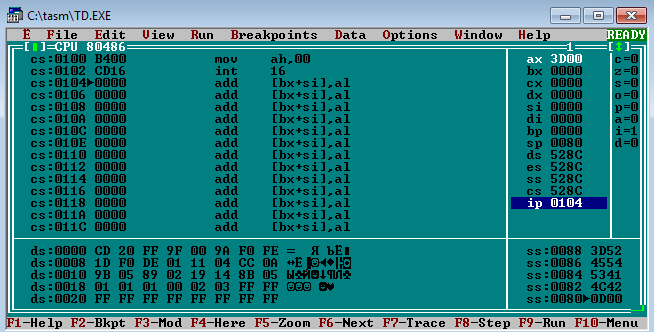 C:\tasm\TD.EXE
E File Edit View Run Breakpoints Data Options Window Help READY
[▮]=CPU 80486 1 [↕]
cs:0100 B400 mov ah,00 ax 3D00 c=0
cs:0102 CD16 int 16 bx 0000 z=0
cs:0104►0000 add [bx+si],al cx 0000 s=0
cs:0106 0000 add [bx+si],al dx 0000 o=0
cs:0108 0000 add [bx+si],al si 0000 p=0
cs:010A 0000 add [bx+si],al di 0000 a=0
cs:010C 0000 add [bx+si],al bp 0000 i=1
cs:010E 0000 add [bx+si],al sp 0080 d=0
cs:0110 0000 add [bx+si],al ds 528C
cs:0112 0000 add [bx+si],al es 528C
cs:0114 0000 add [bx+si],al ss 528C
cs:0116 0000 add [bx+si],al cs 528C
cs:0118 0000 add [bx+si],al ip 0104
cs:011A 0000 add [bx+si],al
cs:011C 0000 add [bx+si],al
ds:0000 CD 20 FF 9F 00 9A F0 FE = Я ЪЁ ss:0088 3D52
ds:0008 1D F0 DE 01 11 04 CC 0A ss:0086 4554
ds:0010 9B 05 89 02 19 14 8B 05 ss:0084 5341
ds:0018 01 01 01 00 02 03 FF FF ss:0082 4C42
ds:0020 FF FF FF FF FF FF FF FF ss:0080►0D00
F1-Help F2-Bkpt F3-Mod F4-Here F5-Zoom F6-Next F7-Trace F8-Step F9-Run F10-Menu